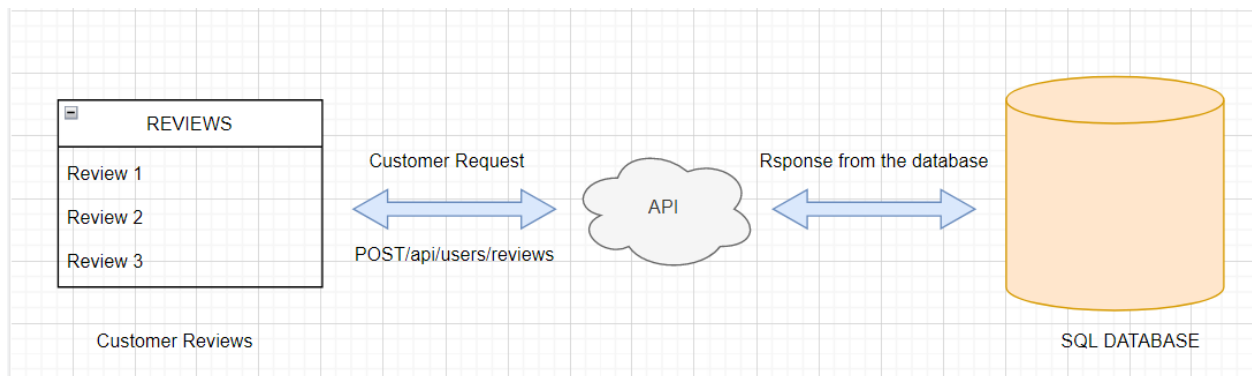 REVIEWS
Review 1
Review 2
Review 3
Customer Reviews
Customer Request
POST/api/users/reviews
API
Rsponse from the database
SQL DATABASE